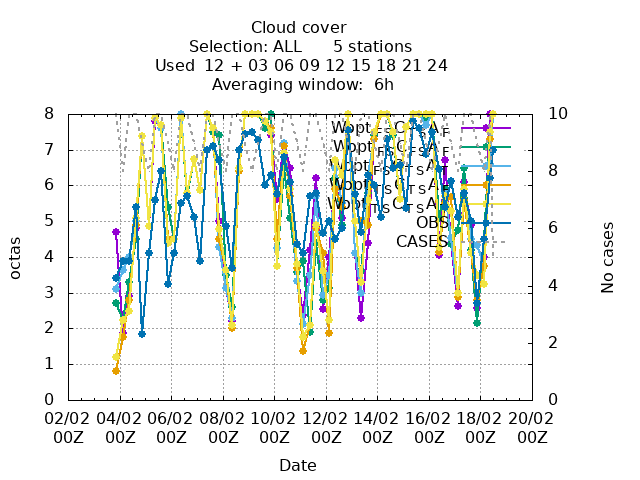 Cloud cover
Selection: ALL 5 stations
Used 12 + 03 06 09 12 15 18 21 24
Averaging window: 6h
8
7
6
5
4
3
2
1
0
10
8
6
4
2
0
octas
No cases
OBS
CASES
02/02 04/02 06/02 08/02 10/02 12/02 14/02 16/02 18/02 20/02
00Z 00Z 00Z 00Z 00Z 00Z 00Z 00Z 00Z 00Z
Date